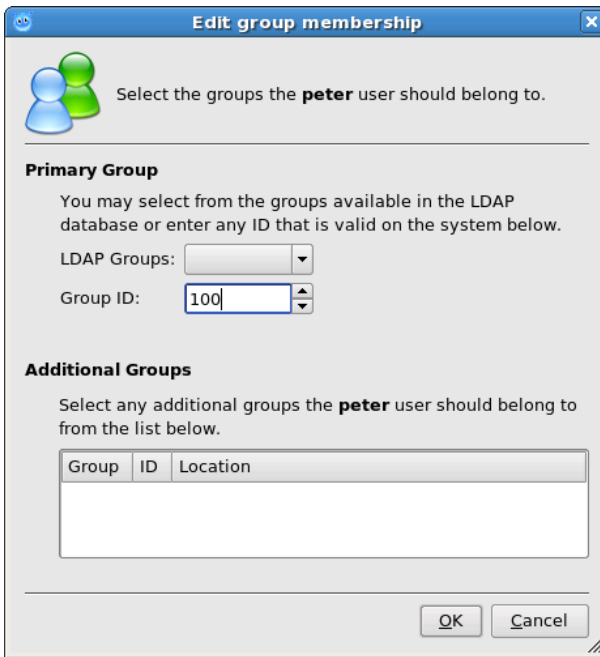 Edit group membership
Select the groups the peter user should belong to.
Primary Group
You may select from the groups available in the LDAP
database or enter any ID that is valid on the system below.
LDAP Groups:
Group ID: 100
Additional Groups
Select any additional groups the peter user should belong to
from the list below.
Group ID Location
OK Cancel